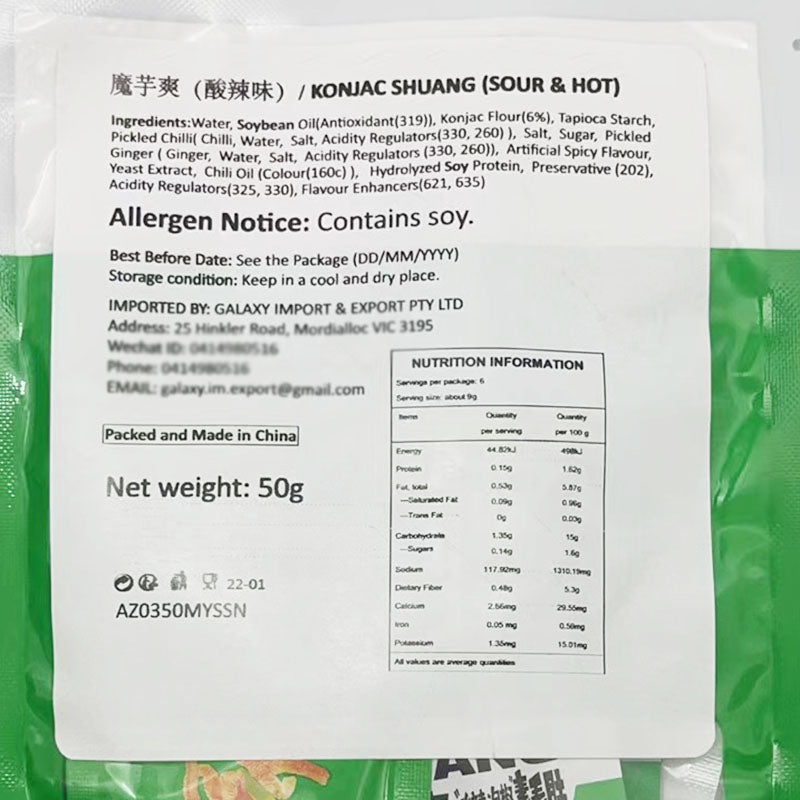 魔芋爽（酸辣味）/ KONJAC SHUANG (SOUR & HOT)
Ingredients:Water, Soybean Oil(Antioxidant(319)), Konjac Flour(6%), Tapioca Starch,
Pickled Chilli( Chilli, Water, Salt, Acidity Regulators(330, 260) ), Salt, Sugar, Pickled
Ginger ( Ginger, Water, Salt, Acidity Regulators (330, 260)), Artificial Spicy Flavour,
Yeast Extract, Chili Oil (Colour(160c) ), Hydrolyzed Soy Protein, Preservative (202),
Acidity Regulators(325, 330), Flavour Enhancers(621, 635)
Allergen Notice: Contains soy.
Best Before Date: See the Package (DD/MM/YYYY)
Storage condition: Keep in a cool and dry place.
IMPORTED BY: GALAXY IMPORT & EXPORT PTY LTD
Address: 25 Hinkler Road, Mordialloc VIC 3195
Wechat ID:
Phone:
EMAIL: galaxy.im.export@gmail.com
Packed and Made in China
Net weight: 50g
22-01
AZ0350MYSSN
NUTRITION INFORMATION
Servings per package: 6
Serving size: about 9g
Items Quantity per serving Quantity per 100 g
Energy 44.82kJ 498kJ
Protein 0.15g 1.62g
Fat, total 0.53g 5.87g
—Saturated Fat 0.09g 0.96g
—Trans Fat 0g 0.03g
Carbohydrate 1.35g 15g
—Sugars 0.14g 1.6g
Sodium 117.92mg 1310.19mg
Dietary Fiber 0.48g 5.3g
Calcium 2.66mg 29.55mg
Iron 0.05 mg 0.50mg
Potassium 1.35mg 15.01mg
All values are average quantities